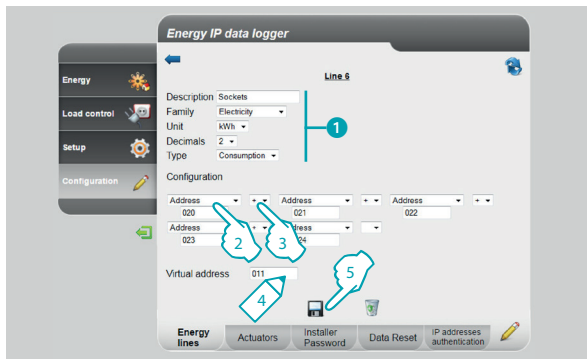 Energy IP data logger
Line 6
Energy
Load control
Setup
Configuration
Description Sockets
Family Electricity
Unit kWh
Decimals 2
Type Consumption
1
Configuration
Address + Address + Address +
020 021 022
Address + Address
023 024
2 3
Virtual address 011
4 5
Energy lines
Actuators
Installer Password
Data Reset
IP addresses authentication